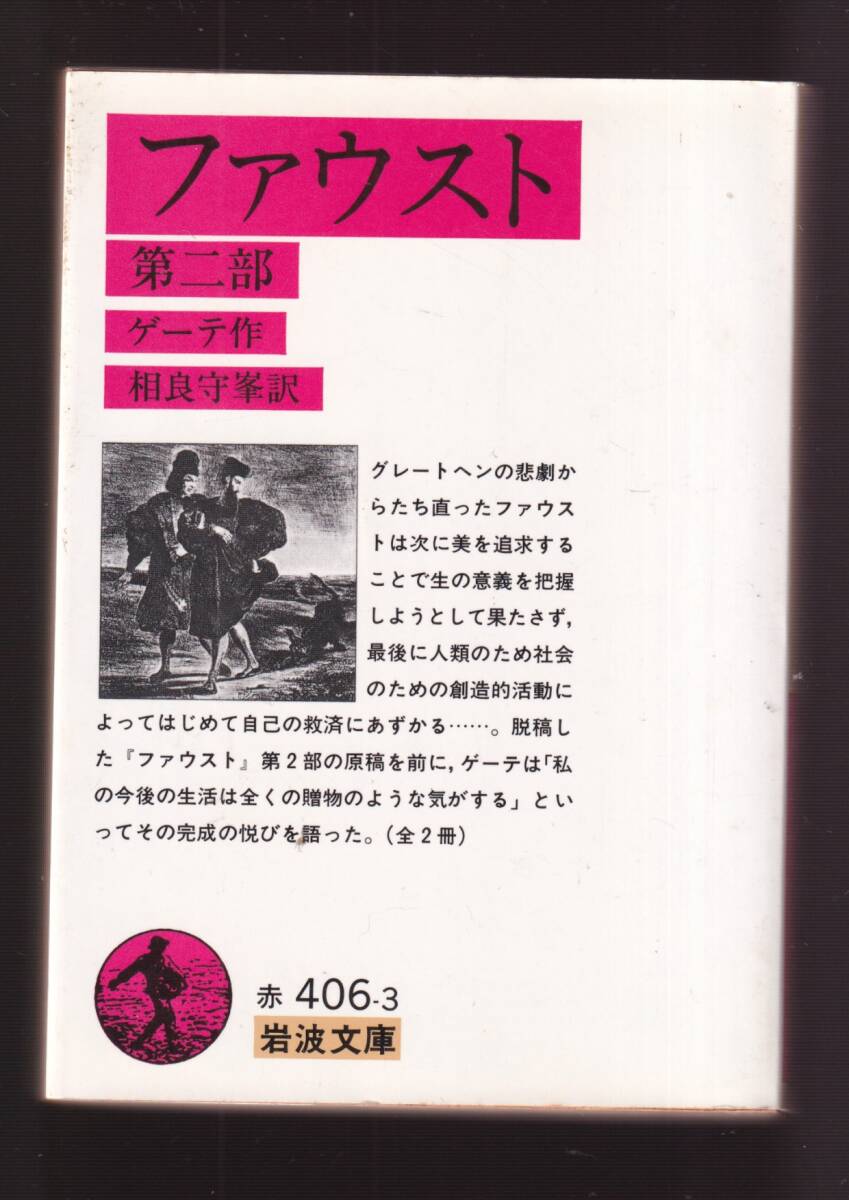 ファウスト
第二部
ゲーテ作
相良守峯訳
グレートヘンの悲劇か
らたち直ったファウス
トは次に美を追求する
ことで生の意義を把握
しようとして果たさず,
最後に人類のため社会
のための創造的活動に
よってはじめて自己の救済にあずかる……。脱稿し
た『ファウスト』第2部の原稿を前に, ゲーテは「私
の今後の生活は全くの贈物のような気がする」とい
ってその完成の悦びを語った。(全2冊)
赤 406-3
岩波文庫